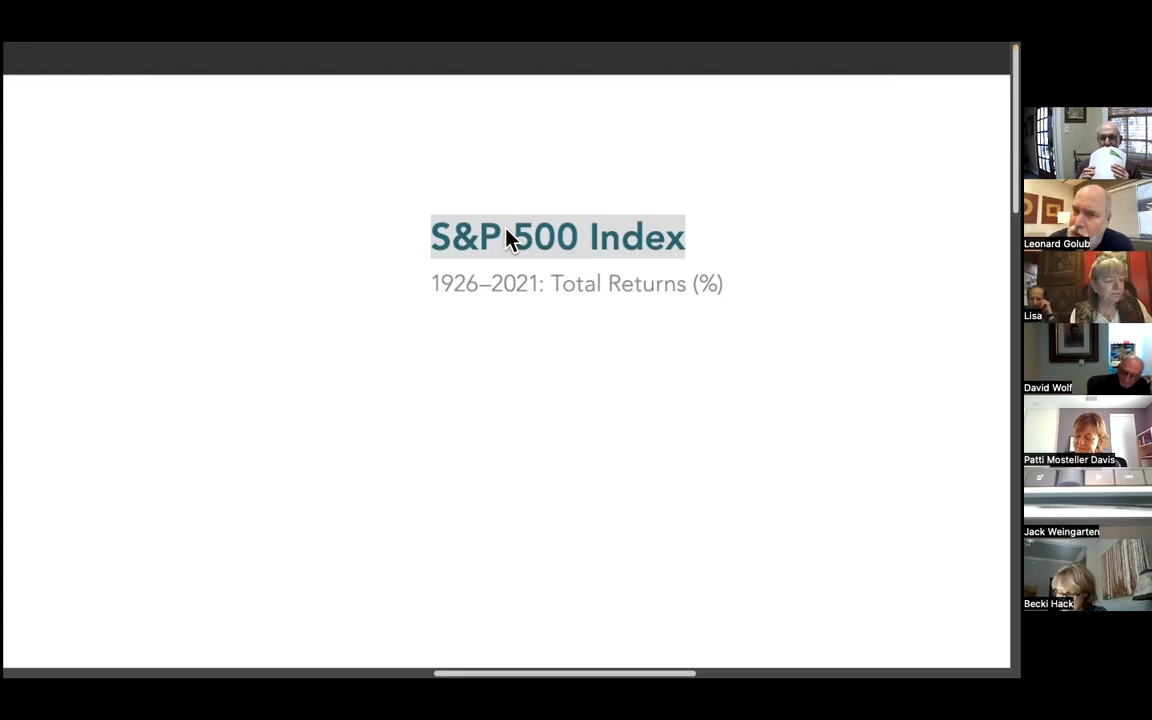 S&P 500 Index
1926–2021: Total Returns (%)
Leonard Golub
Lisa
David Wolf
Patti Mosteller Davis
Jack Weingarten
Becki Hack